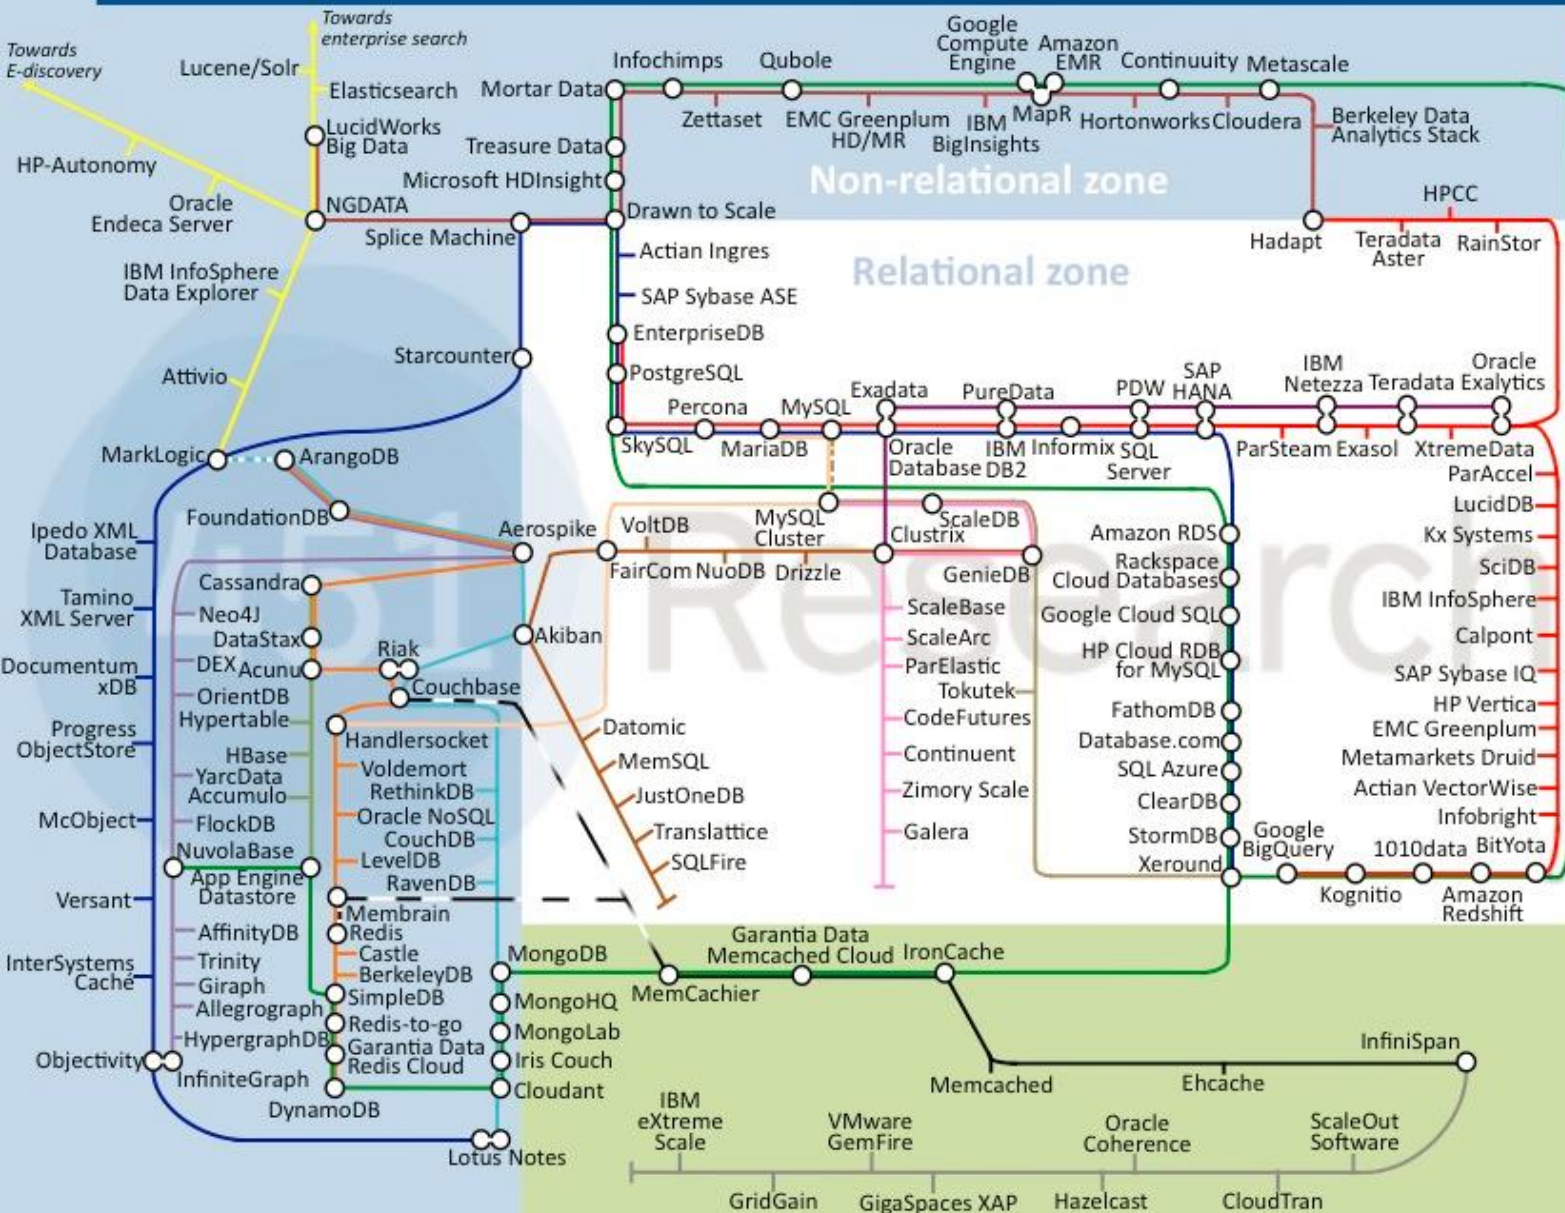 Towards
E-discovery
Towards
enterprise search
Lucene/Solr
Elasticsearch
LucidWorks
Big Data
HP-Autonomy
Oracle
Endeca Server
NGDATA
IBM InfoSphere
Data Explorer
Attivio
MarkLogic
ArangoDB
FoundationDB
Splice Machine
Starcounter
Mortar Data
Treasure Data
Microsoft HDInsight
Drawn to Scale
Infochimps
Qubole
Google
Compute
Engine
Amazon
EMR
Continuuity
Metascale
Zettaset
EMC Greenplum
HD/MR
IBM
BigInsights
MapR
Hortonworks
Cloudera
Berkeley Data
Analytics Stack
Non-relational zone
Relational zone
Hadapt
Teradata
Aster
HPCC
RainStor
Actian Ingres
SAP Sybase ASE
EnterpriseDB
PostgreSQL
SkySQL
Percona
MariaDB
MySQL
Exadata
Oracle
Database
PureData
IBM
DB2
Informix
PDW
SQL
Server
SAP
HANA
ParStream
IBM
Netezza
Exasol
Teradata
Oracle
Exalytics
XtremeData
ParAccel
LucidDB
Kx Systems
SciDB
IBM InfoSphere
Calpont
SAP Sybase IQ
HP Vertica
EMC Greenplum
Metamarkets Druid
Actian VectorWise
Infobright
BitYota
Amazon
Redshift
1010data
Kognitio
Google
BigQuery
Amazon RDS
Rackspace
Cloud Databases
Google Cloud SQL
HP Cloud RDB
for MySQL
FathomDB
Database.com
SQL Azure
ClearDB
StormDB
Xeround
451 Research
Aerospike
VoltDB
FairCom
NuoDB
Drizzle
MySQL
Cluster
ScaleDB
Clustrix
GenieDB
ScaleBase
ScaleArc
ParElastic
Tokutek
CodeFutures
Continuent
Zimory Scale
Galera
Akiban
Datomic
MemSQL
JustOneDB
Translattice
SQLFire
Ipedo XML
Database
Tamino
XML Server
Documentum
xDB
Progress
ObjectStore
McObject
Versant
InterSystems
Caché
Objectivity
InfiniteGraph
Cassandra
Neo4J
DataStax
DEX
Acunu
OrientDB
Hypertable
HBase
YarcData
Accumulo
FlockDB
NuvolaBase
App Engine
Datastore
AffinityDB
Trinity
Giraph
Allegrograph
HypergraphDB
Riak
Couchbase
Handlersocket
Voldemort
RethinkDB
Oracle NoSQL
CouchDB
LevelDB
RavenDB
Membrain
Redis
Castle
BerkeleyDB
SimpleDB
Redis-to-go
Garantia Data
Redis Cloud
DynamoDB
MongoDB
MongoHQ
MongoLab
Iris Couch
Cloudant
Lotus Notes
MemCachier
Garantia Data
Memcached Cloud
IronCache
Memcached
Ehcache
InfiniSpan
IBM
eXtreme
Scale
GridGain
VMware
GemFire
GigaSpaces XAP
Hazelcast
Oracle
Coherence
CloudTran
ScaleOut
Software